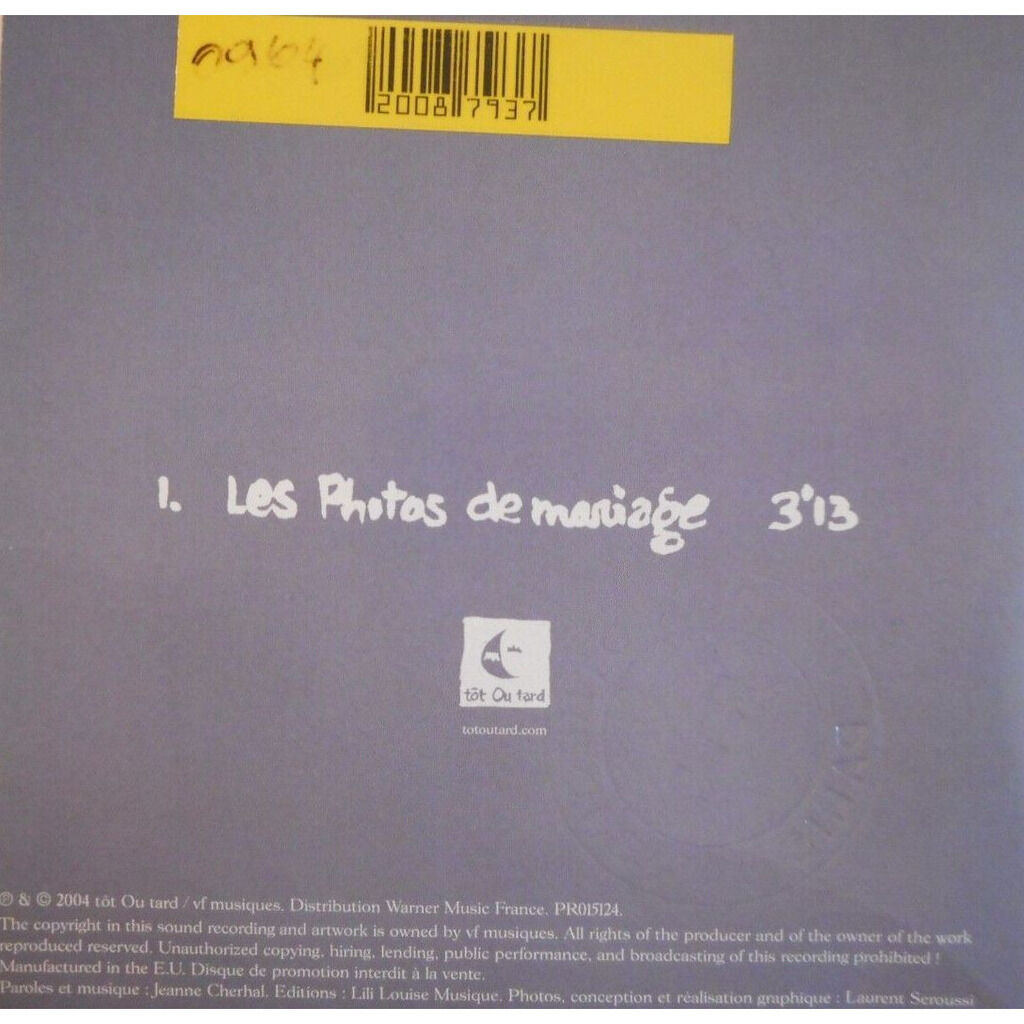 2008 7937
1. Les Photos de mariage 3'13
tôt Ou tard
totoutard.com
℗ & © 2004 tôt Ou tard / vf musiques. Distribution Warner Music France. PR015124.
The copyright in this sound recording and artwork is owned by vf musiques. All rights of the producer and of the owner of the work
reproduced reserved. Unauthorized copying, hiring, lending, public performance, and broadcasting of this recording prohibited !
Manufactured in the E.U. Disque de promotion interdit à la vente.
Paroles et musique : Jeanne Cherhal. Editions : Lili Louise Musique. Photos, conception et réalisation graphique : Laurent Seroussi